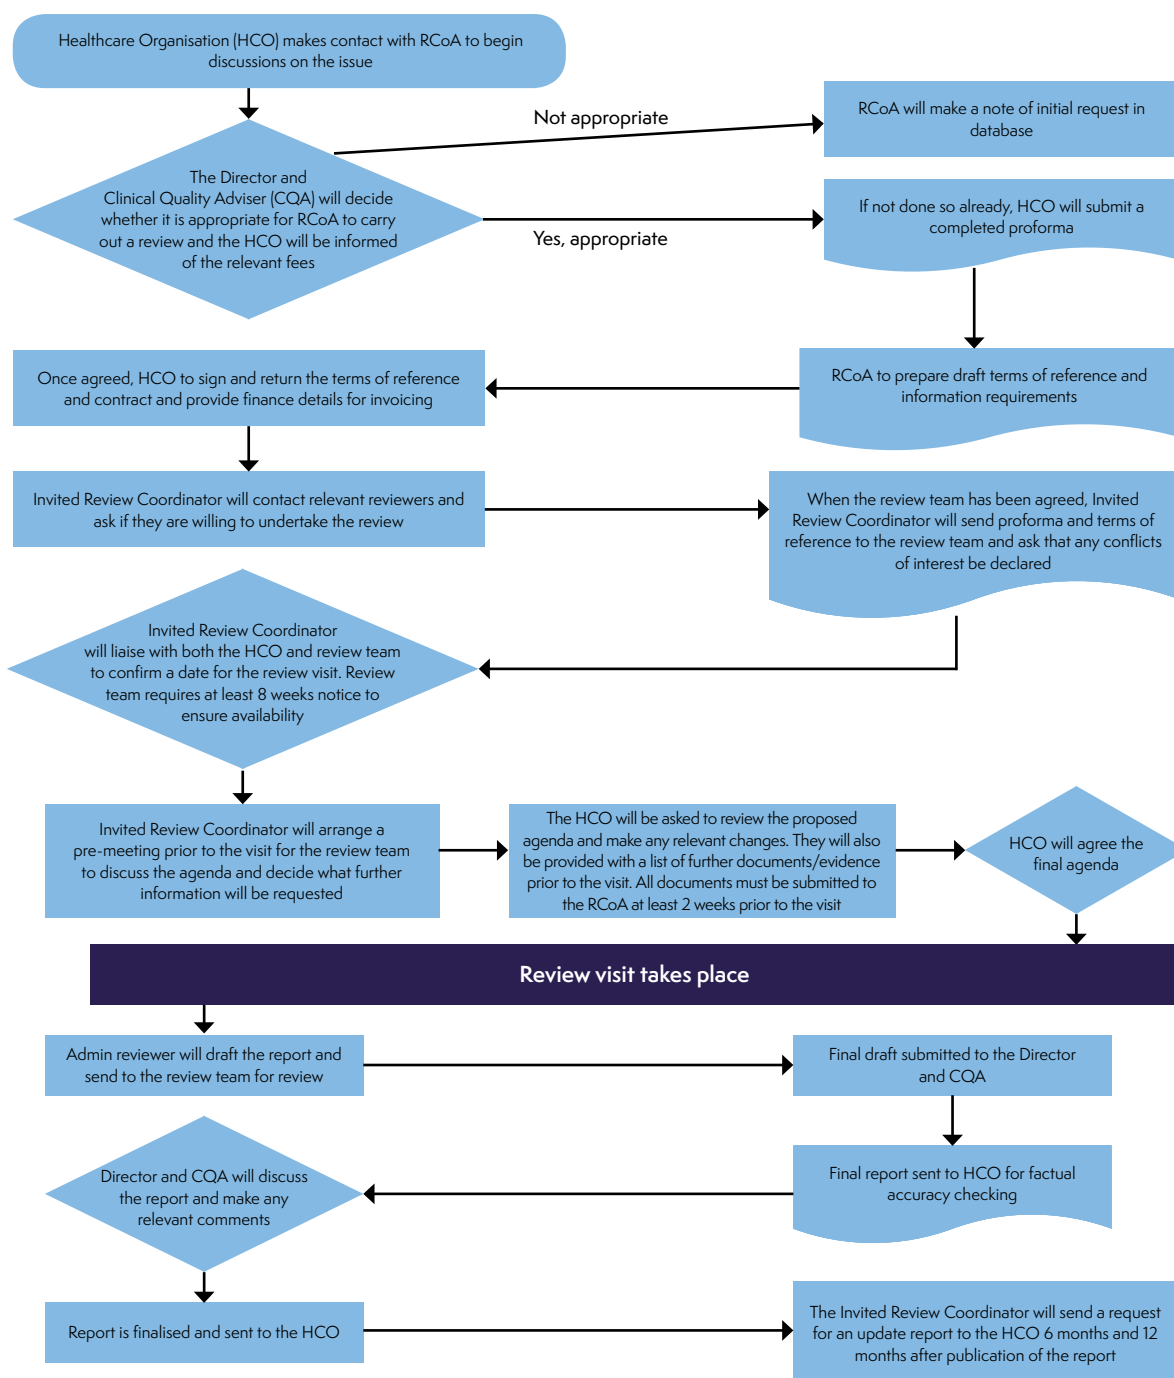 Healthcare Organisation (HCO) makes contact with RCoA to begin
discussions on the issue
Not appropriate
RCoA will make a note of initial request in
database
The Director and
Clinical Quality Adviser (CQA) will decide
whether it is appropriate for RCoA to carry
out a review and the HCO will be informed
of the relevant fees
Yes, appropriate
If not done so already, HCO will submit a
completed proforma
RCoA to prepare draft terms of reference and
information requirements
Once agreed, HCO to sign and return the terms of reference
and contract and provide finance details for invoicing
Invited Review Coordinator will contact relevant reviewers and
ask if they are willing to undertake the review
When the review team has been agreed, Invited
Review Coordinator will send proforma and terms of
reference to the review team and ask that any conflicts
of interest be declared
Invited Review Coordinator
will liaise with both the HCO and review team
to confirm a date for the review visit. Review
team requires at least 8 weeks notice to
ensure availability
Invited Review Coordinator will arrange a
pre-meeting prior to the visit for the review team
to discuss the agenda and decide what further
information will be requested
The HCO will be asked to review the proposed
agenda and make any relevant changes. They will also
be provided with a list of further documents/evidence
prior to the visit. All documents must be submitted to
the RCoA at least 2 weeks prior to the visit
HCO will agree the
final agenda
Review visit takes place
Admin reviewer will draft the report and
send to the review team for review
Final draft submitted to the Director
and CQA
Final report sent to HCO for factual
accuracy checking
Director and CQA will discuss
the report and make any
relevant comments
Report is finalised and sent to the HCO
The Invited Review Coordinator will send a request
for an update report to the HCO 6 months and 12
months after publication of the report